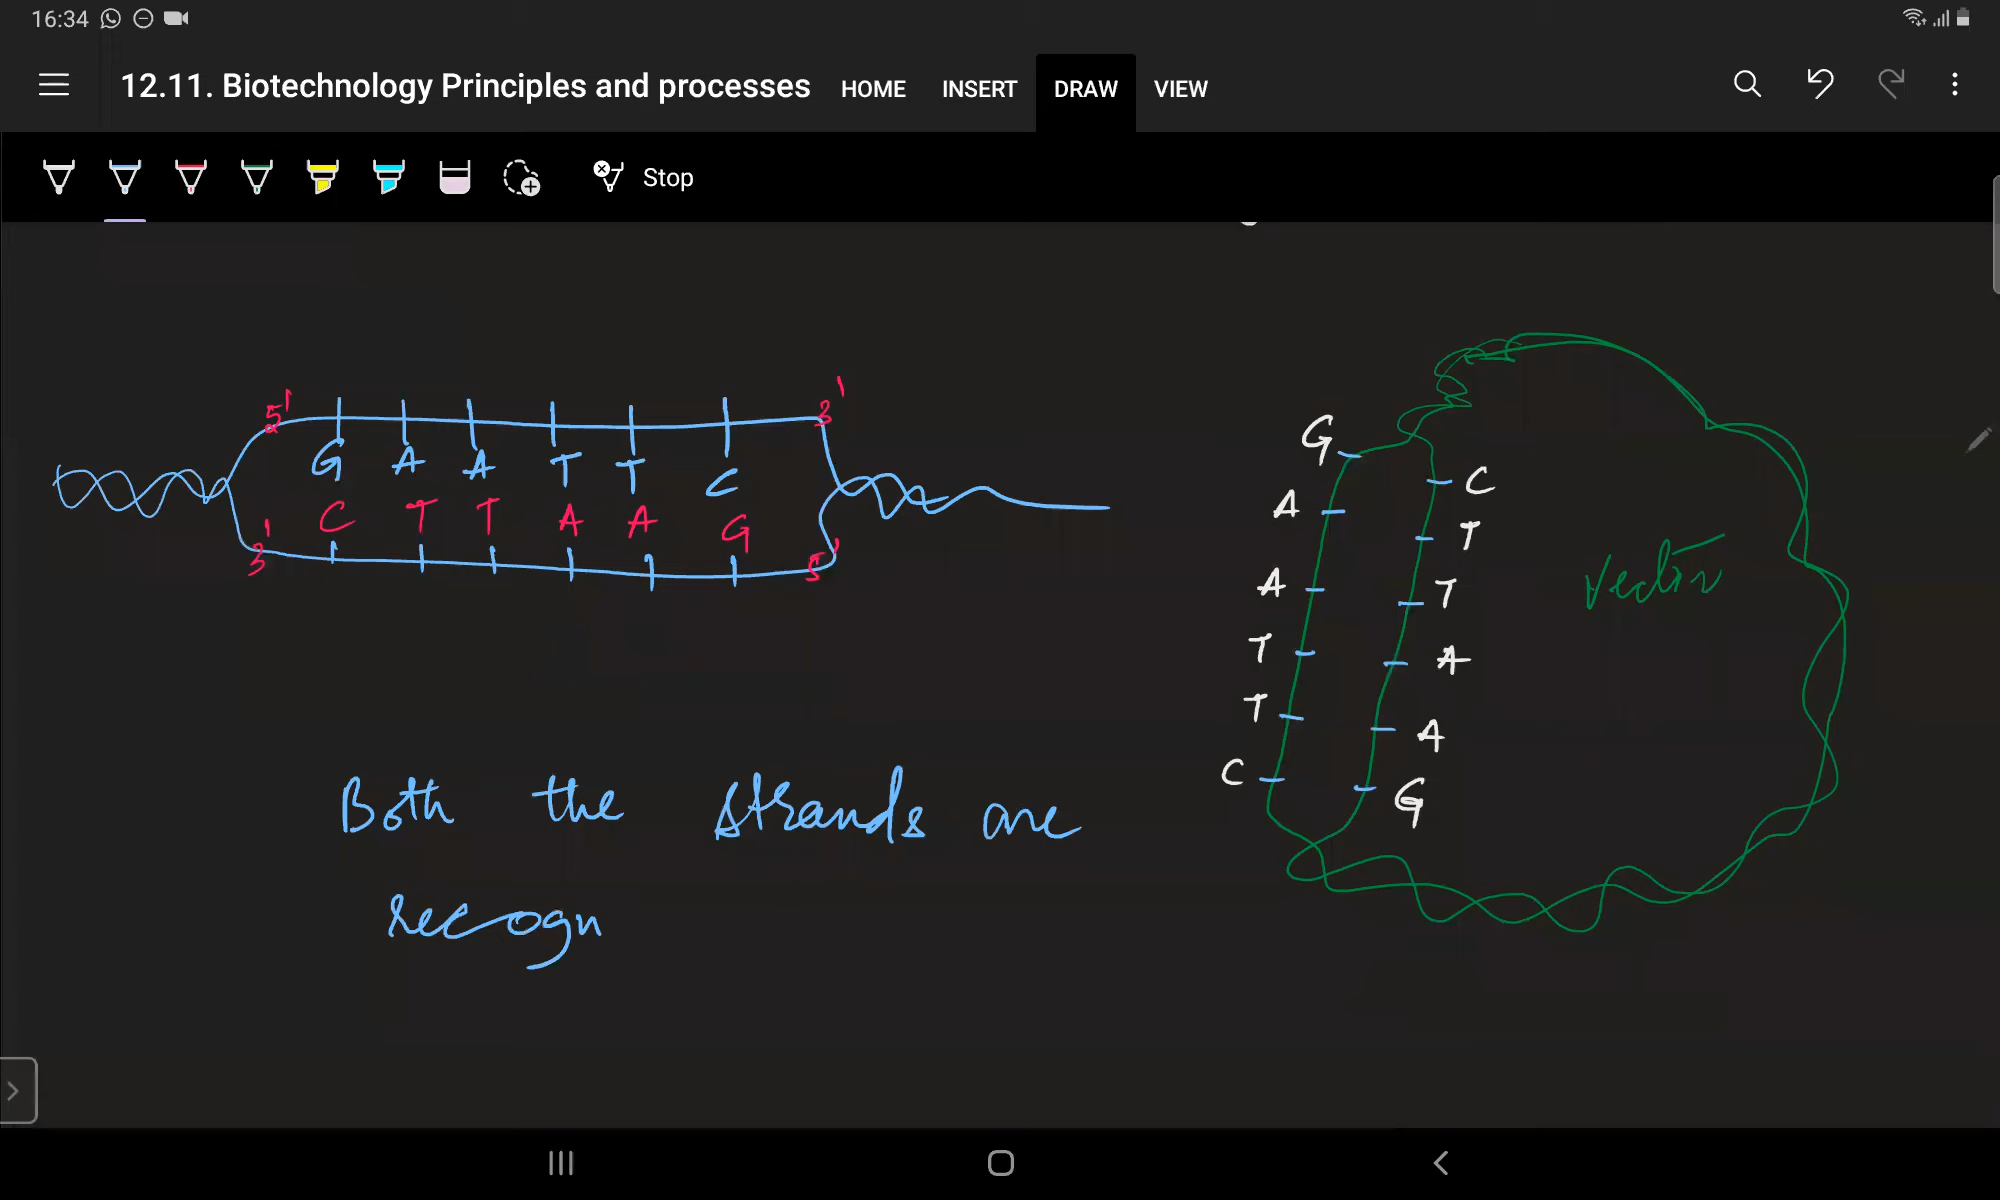 16:34
12.11. Biotechnology Principles and processes HOME INSERT DRAW VIEW
Stop
5' 3'
G A A T T C
C T T A A G
3' 5'
G
C
A
T
A
T
T
A
T
A
C
G
Vector
Both the strands are
recogn